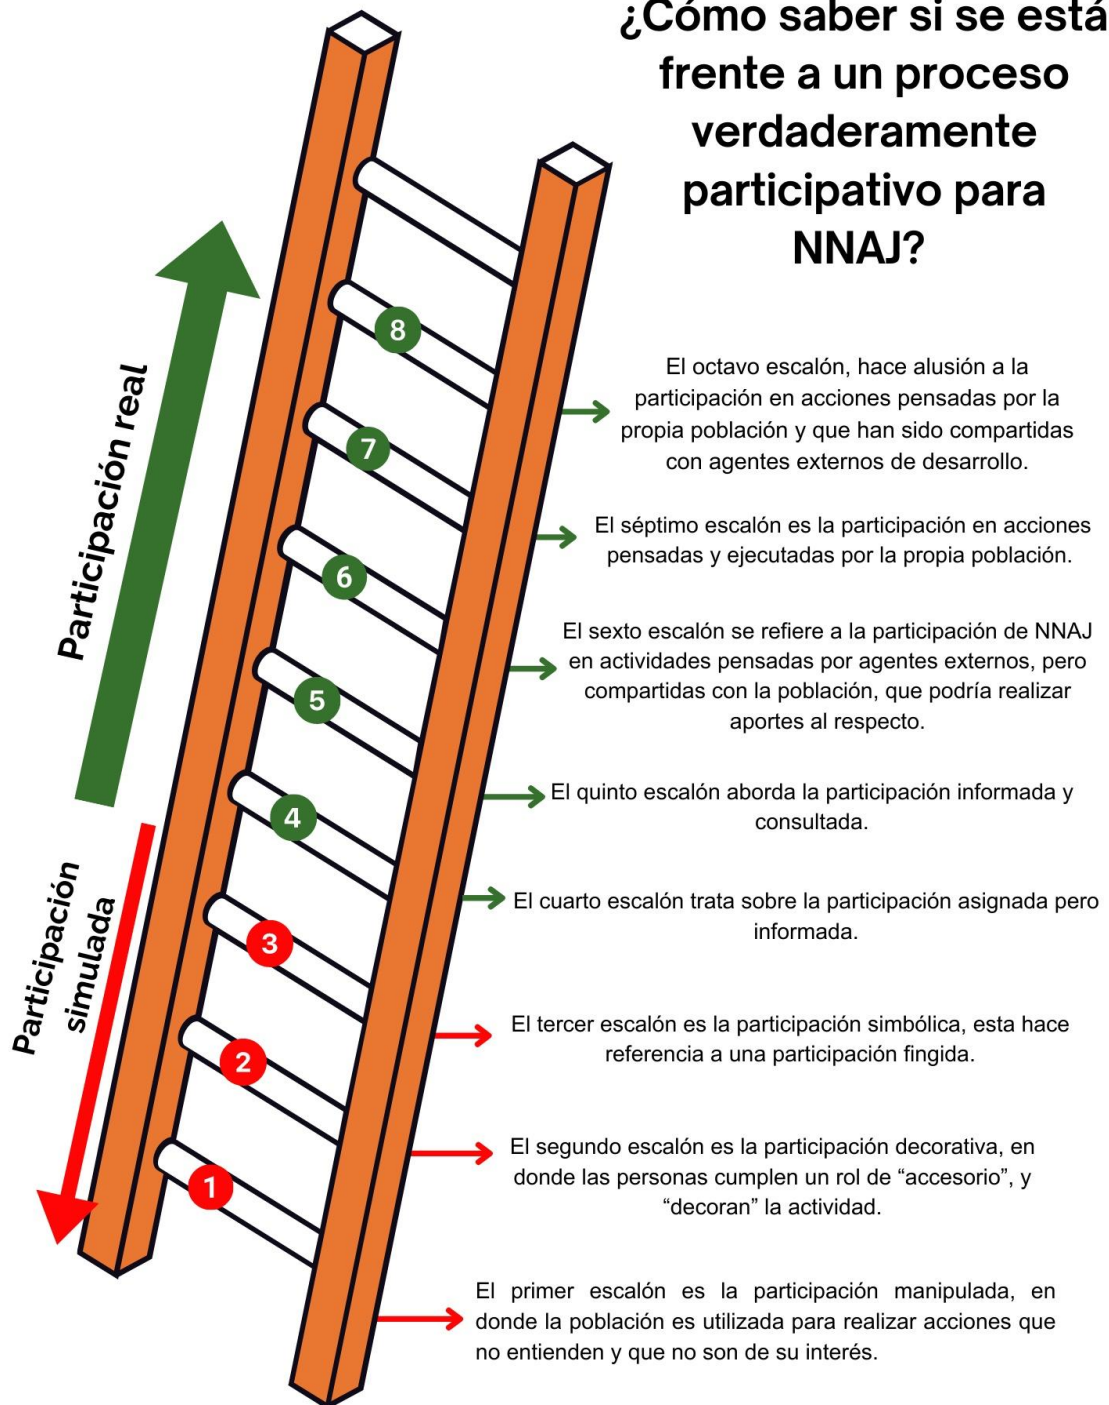 ¿Cómo saber si se está
frente a un proceso
verdaderamente
participativo para
NNAJ?
Participación real
Participación
simulada
8
El octavo escalón, hace alusión a la
participación en acciones pensadas por la
propia población y que han sido compartidas
con agentes externos de desarrollo.
7
El séptimo escalón es la participación en acciones
pensadas y ejecutadas por la propia población.
6
El sexto escalón se refiere a la participación de NNAJ
en actividades pensadas por agentes externos, pero
compartidas con la población, que podría realizar
aportes al respecto.
5
El quinto escalón aborda la participación informada y
consultada.
4
El cuarto escalón trata sobre la participación asignada pero
informada.
3
El tercer escalón es la participación simbólica, esta hace
referencia a una participación fingida.
2
El segundo escalón es la participación decorativa, en
donde las personas cumplen un rol de “accesorio”, y
“decoran” la actividad.
1
El primer escalón es la participación manipulada, en
donde la población es utilizada para realizar acciones que
no entienden y que no son de su interés.